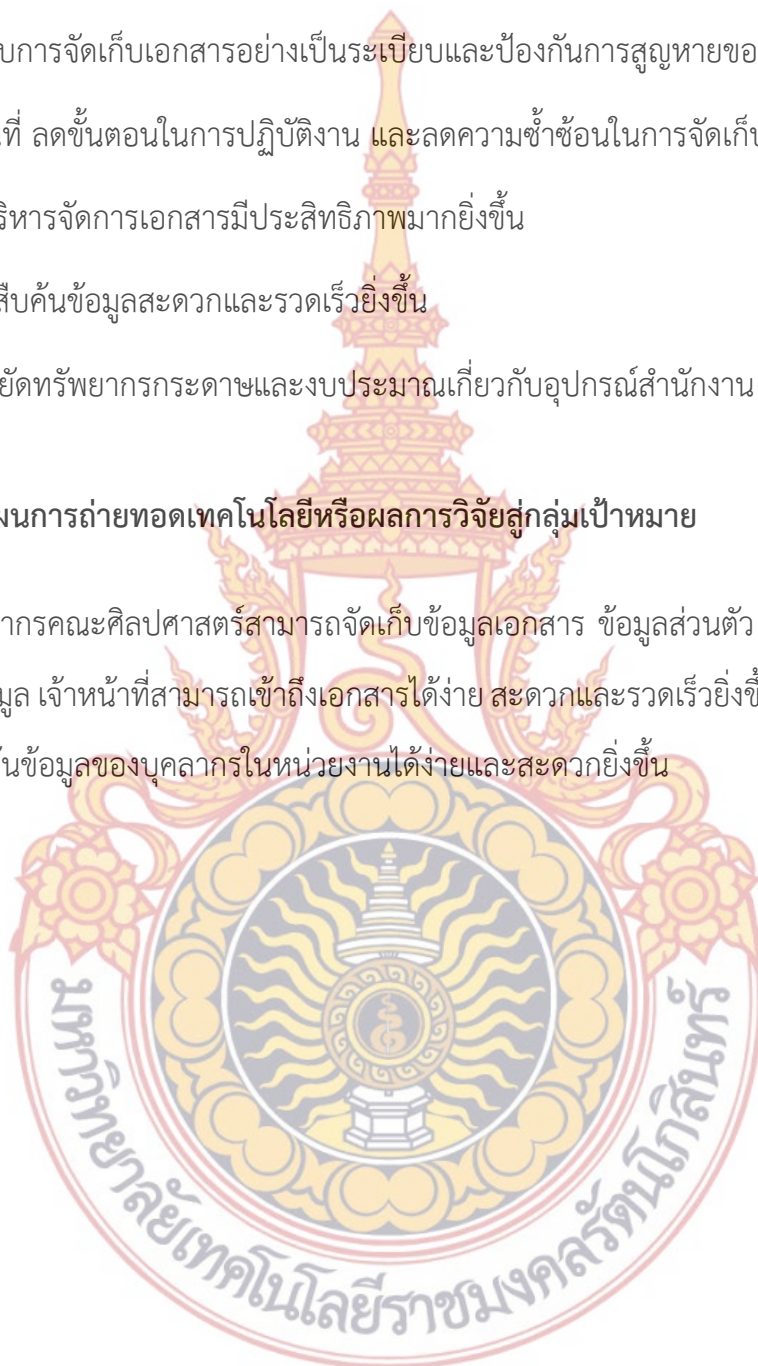 บการจัดเก็บเอกสารอย่างเป็นระเบียบและป้องกันการสูญหายขอ
ที่ ลดขั้นตอนในการปฏิบัติงาน และลดความซ้ำซ้อนในการจัดเก็บ
ริหารจัดการเอกสารมีประสิทธิภาพมากยิ่งขึ้น
สืบค้นข้อมูลสะดวกและรวดเร็วยิ่งขึ้น
ยัดทรัพยากรกระดาษและงบประมาณเกี่ยวกับอุปกรณ์สำนักงาน
ผนการถ่ายทอดเทคโนโลยีหรือผลการวิจัยสู่กลุ่มเป้าหมาย
ากรคณะศิลปศาสตร์สามารถจัดเก็บข้อมูลเอกสาร ข้อมูลส่วนตัว
มูล เจ้าหน้าที่สามารถเข้าถึงเอกสารได้ง่าย สะดวกและรวดเร็วยิ่งขึ้
นข้อมูลของบุคลากรในหน่วยงานได้ง่ายและสะดวกยิ่งขึ้น
มหาวิทยาลัยเทคโนโลยีราชมงคลรัตนโกสินทร์